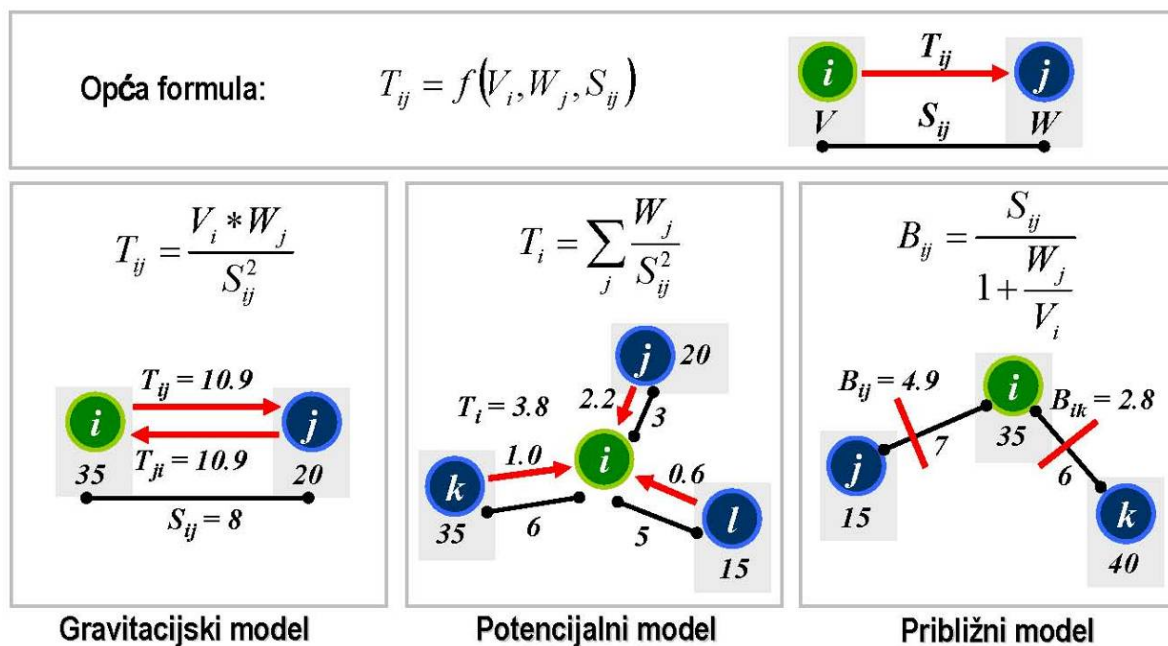 Opća formula:
T_ij = f(V_i, W_j, S_ij)
T_ij
i
j
V
S_ij
W
T_ij = V_i * W_j / S_ij^2
T_ij = 10.9
i
j
T_ji = 10.9
35
20
S_ij = 8
T_i = ∑_j W_j / S_ij^2
j
20
T_i = 3.8
2.2
3
1.0
i
0.6
k
35
6
5
l
15
B_ij = S_ij / (1 + W_j / V_i)
B_ij = 4.9
i
B_ik = 2.8
35
7
6
j
15
k
40
Gravitacijski model
Potencijalni model
Približni model